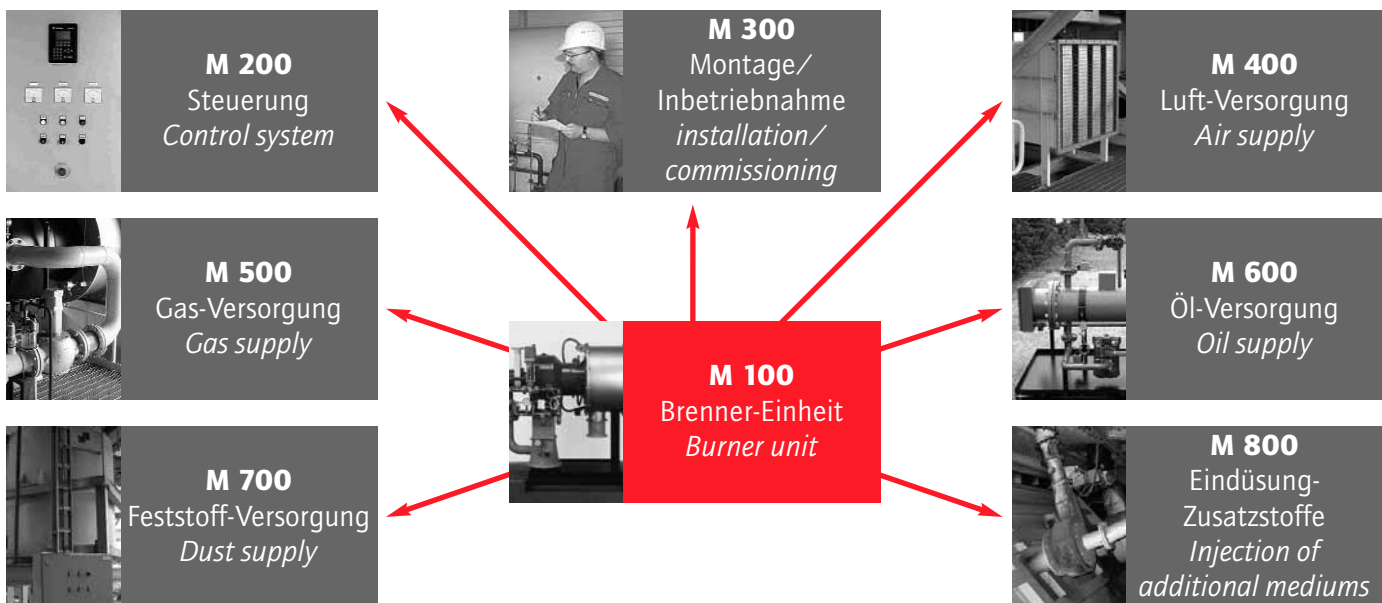 M 200
Steuerung
Control system
M 300
Montage/
Inbetriebnahme
installation/
commissioning
M 400
Luft-Versorgung
Air supply
M 500
Gas-Versorgung
Gas supply
M 100
Brenner-Einheit
Burner unit
M 600
Öl-Versorgung
Oil supply
M 700
Feststoff-Versorgung
Dust supply
M 800
Eindüsung-
Zusatzstoffe
Injection of
additional mediums